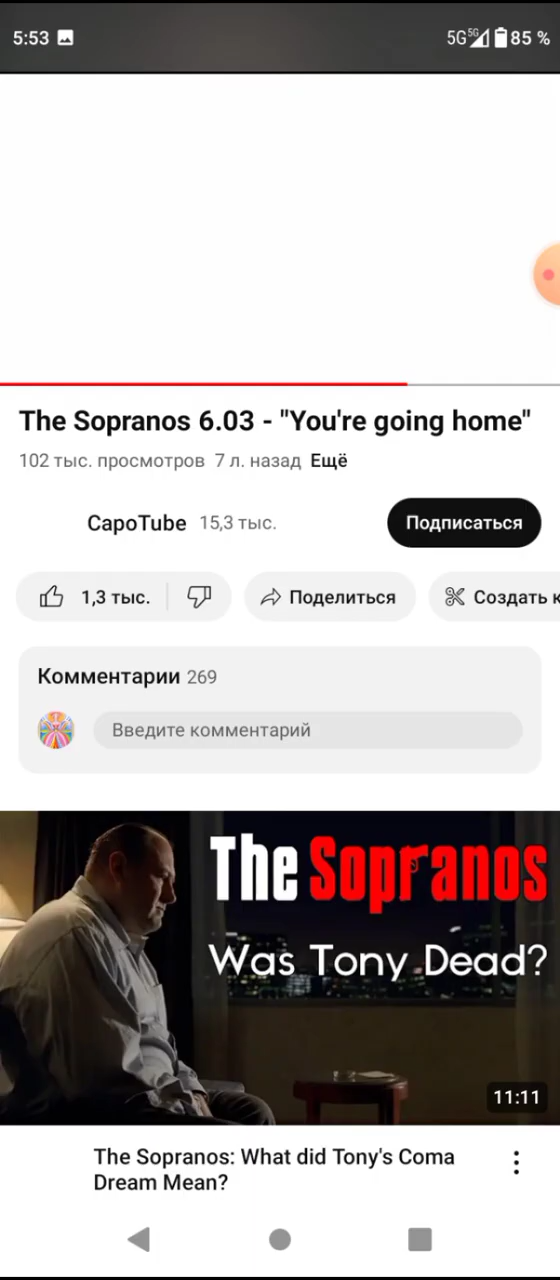 5:53 5G 5G 85 %
The Sopranos 6.03 - "You're going home"
102 тыс. просмотров 7 л. назад Ещё
CapoTube 15,3 тыс. Подписаться
1,3 тыс. Поделиться Создать к
Комментарии 269
Введите комментарий
The Sopranos
Was Tony Dead?
11:11
The Sopranos: What did Tony's Coma
Dream Mean?